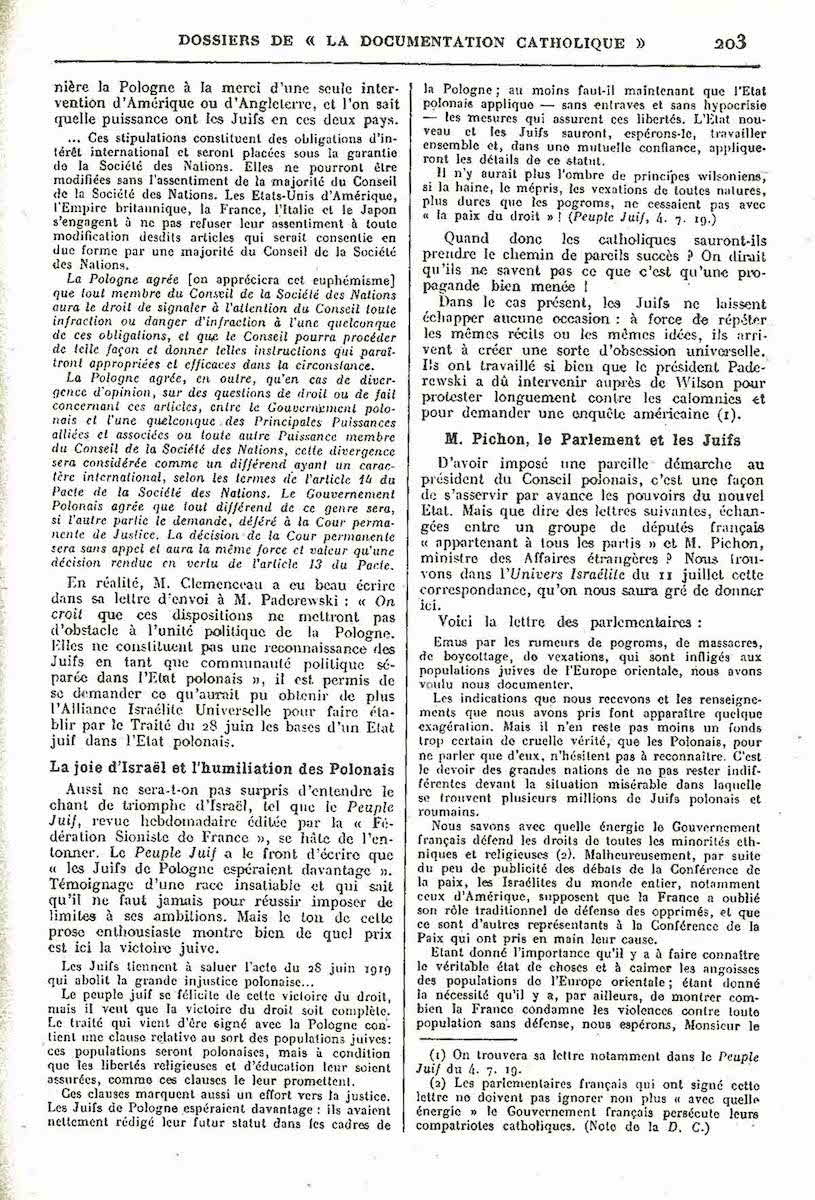 DOSSIERS DE « LA DOCUMENTATION CATHOLIQUE » 203
nière la Pologne à la merci d'une seule inter-
vention d'Amérique ou d'Angleterre, et l'on sait
quelle puissance ont les Juifs en ces deux pays.
... Ces stipulations constituent des obligations d'in-
térêt international et seront placées sous la garantie
de la Société des Nations. Elles ne pourront être
modifiées sans l'assentiment de la majorité du Conseil
de la Société des Nations. Les Etats-Unis d'Amérique,
l'Empire britannique, la France, l'Italie et le Japon
s'engagent à ne pas refuser leur assentiment à toute
modification desdits articles qui serait consentie en
due forme par une majorité du Conseil de la Société
des Nations.
La Pologne agrée [on appréciera cet euphémisme]
que tout membre du Conseil de la Société des Nations
aura le droit de signaler à l'attention du Conseil toute
infraction ou danger d'infraction à l'une quelconque
de ces obligations, et que le Conseil pourra procéder
de telle façon et donner telles instructions qui paraî-
tront appropriées et efficaces dans la circonstance.
La Pologne agrée, en outre, qu'en cas de diver-
gence d'opinion, sur des questions de droit ou de fait
concernant ces articles, entre le Gouvernement polo-
nais et l'une quelconque des Principales Puissances
alliées et associées ou toute autre Puissance membre
du Conseil de la Société des Nations, cette divergence
sera considérée comme un différend ayant un carac-
tère international, selon les termes de l'article 14 du
Pacte de la Société des Nations. Le Gouvernement
Polonais agrée que tout différend de ce genre sera,
si l'autre partie le demande, déféré à la Cour perma-
nente de Justice. La décision de la Cour permanente
sera sans appel et aura la même force et valeur qu'une
décision rendue en vertu de l'article 13 du Pacte.
En réalité, M. Clemenceau a eu beau écrire
dans sa lettre d'envoi à M. Paderewski : « On
croit que ces dispositions ne mettront pas
d'obstacle à l'unité politique de la Pologne.
Elles ne constituent pas une reconnaissance des
Juifs en tant que communauté politique sé-
parée dans l'Etat polonais », il est permis de
se demander ce qu'aurait pu obtenir de plus
l'Alliance Israélite Universelle pour faire éta-
blir par le Traité du 28 juin les bases d'un Etat
juif dans l'Etat polonais.
La joie d'Israël et l'humiliation des Polonais
Aussi ne sera-t-on pas surpris d'entendre le
chant de triomphe d'Israël, tel que le Peuple
Juif, revue hebdomadaire éditée par la « Fé-
dération Sioniste de France », se hâte de l'en-
tonner. Le Peuple Juif a le front d'écrire que
« les Juifs de Pologne espéraient davantage ».
Témoignage d'une race insatiable et qui sait
qu'il ne faut jamais pour réussir imposer de
limites à ses ambitions. Mais le ton de cette
prose enthousiaste montre bien de quel prix
est ici la victoire juive.
Les Juifs tiennent à saluer l'acte du 28 juin 1919
qui abolit la grande injustice polonaise...
Le peuple juif se félicite de cette victoire du droit,
mais il veut que la victoire du droit soit complète.
Le traité qui vient d'être signé avec la Pologne con-
tient une clause relative au sort des populations juives:
ces populations seront polonaises, mais à condition
que les libertés religieuses et d'éducation leur soient
assurées, comme ces clauses le leur promettent.
Ces clauses marquent aussi un effort vers la justice.
Les Juifs de Pologne espéraient davantage : ils avaient
nettement rédigé leur futur statut dans les cadres de
la Pologne ; au moins faut-il maintenant que l'Etat
polonais applique — sans entraves et sans hypocrisie
— les mesures qui assurent ces libertés. L'Etat nou-
veau et les Juifs sauront, espérons-le, travailler
ensemble et, dans une mutuelle confiance, applique-
ront les détails de ce statut.
Il n'y aurait plus l'ombre de principes wilsoniens,
si la haine, le mépris, les vexations de toutes natures,
plus dures que les pogroms, ne cessaient pas avec
« la paix du droit » ! (Peuple Juif, 4. 7. 19.)
Quand donc les catholiques sauront-ils
prendre le chemin de pareils succès ? On dirait
qu'ils ne savent pas ce que c'est qu'une pro-
pagande bien menée !
Dans le cas présent, les Juifs ne laissent
échapper aucune occasion : à force de répéter
les mêmes récits ou les mêmes idées, ils arri-
vent à créer une sorte d'obsession universelle.
Ils ont travaillé si bien que le président Pade-
rewski a dû intervenir auprès de Wilson pour
protester longuement contre les calomnies et
pour demander une enquête américaine (1).
M. Pichon, le Parlement et les Juifs
D'avoir imposé une pareille démarche au
président du Conseil polonais, c'est une façon
de s'asservir par avance les pouvoirs du nouvel
Etat. Mais que dire des lettres suivantes, échan-
gées entre un groupe de députés français
« appartenant à tous les partis » et M. Pichon,
ministre des Affaires étrangères ? Nous trou-
vons dans l'Univers Israélite du 11 juillet cette
correspondance, qu'on nous saura gré de donner
ici.
Voici la lettre des parlementaires :
Emus par les rumeurs de pogroms, de massacres,
de boycottage, de vexations, qui sont infligés aux
populations juives de l'Europe orientale, nous avons
voulu nous documenter.
Les indications que nous recevons et les renseigne-
ments que nous avons pris font apparaître quelque
exagération. Mais il n'en reste pas moins un fonds
trop certain de cruelle vérité, que les Polonais, pour
ne parler que d'eux, n'hésitent pas à reconnaître. C'est
le devoir des grandes nations de ne pas rester indif-
férentes devant la situation misérable dans laquelle
se trouvent plusieurs millions de Juifs polonais et
roumains.
Nous savons avec quelle énergie le Gouvernement
français défend les droits de toutes les minorités eth-
niques et religieuses (2). Malheureusement, par suite
du peu de publicité des débats de la Conférence de
la paix, les Israélites du monde entier, notamment
ceux d'Amérique, supposent que la France a oublié
son rôle traditionnel de défense des opprimés, et que
ce sont d'autres représentants à la Conférence de la
Paix qui ont pris en main leur cause.
Etant donné l'importance qu'il y a à faire connaître
le véritable état de choses et à calmer les angoisses
des populations de l'Europe orientale ; étant donné
la nécessité qu'il y a, par ailleurs, de montrer com-
bien la France condamne les violences contre toute
population sans défense, nous espérons, Monsieur le
(1) On trouvera sa lettre notamment dans le Peuple
Juif du 4. 7. 19.
(2) Les parlementaires français qui ont signé cette
lettre ne doivent pas ignorer non plus « avec quelle
énergie » le Gouvernement français persécute leurs
compatriotes catholiques. (Note de la D. C.)